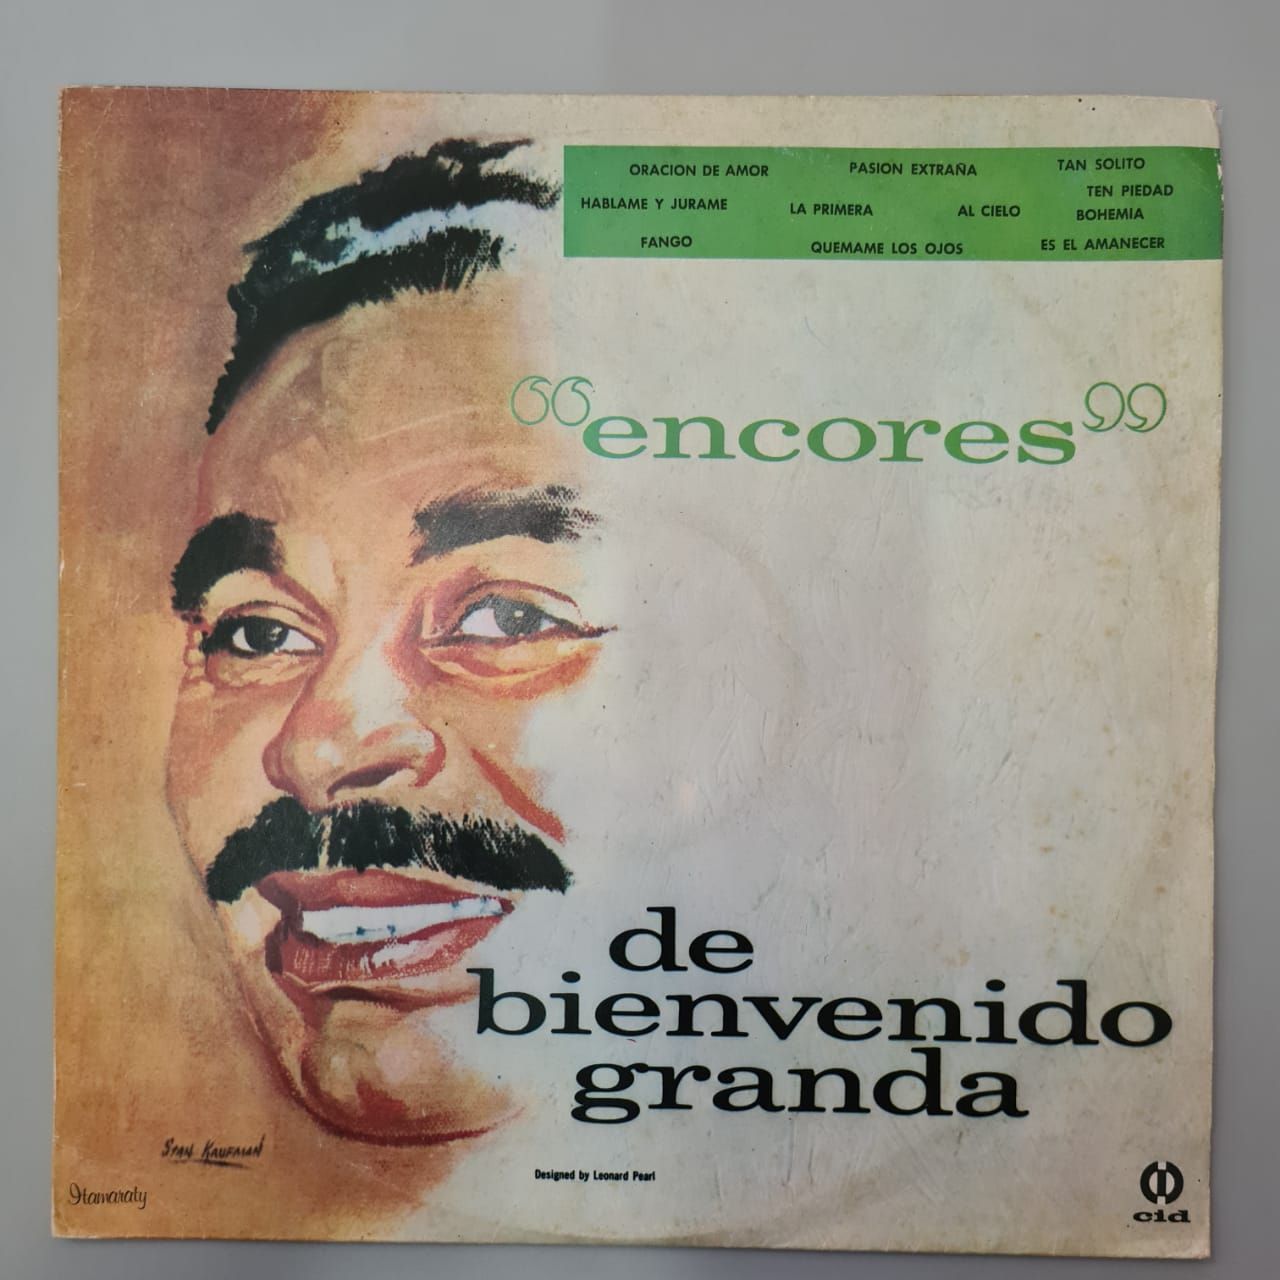 ORACION DE AMOR PASION EXTRAÑA TAN SOLITO
TEN PIEDAD
HABLAME Y JURAME LA PRIMERA AL CIELO BOHEMIA
FANGO QUEMAME LOS OJOS ES EL AMANECER
“encores”
de
bienvenido
granda
STAN KAUFMAN
Designed by Leonard Pearl
Itamaraty
cid